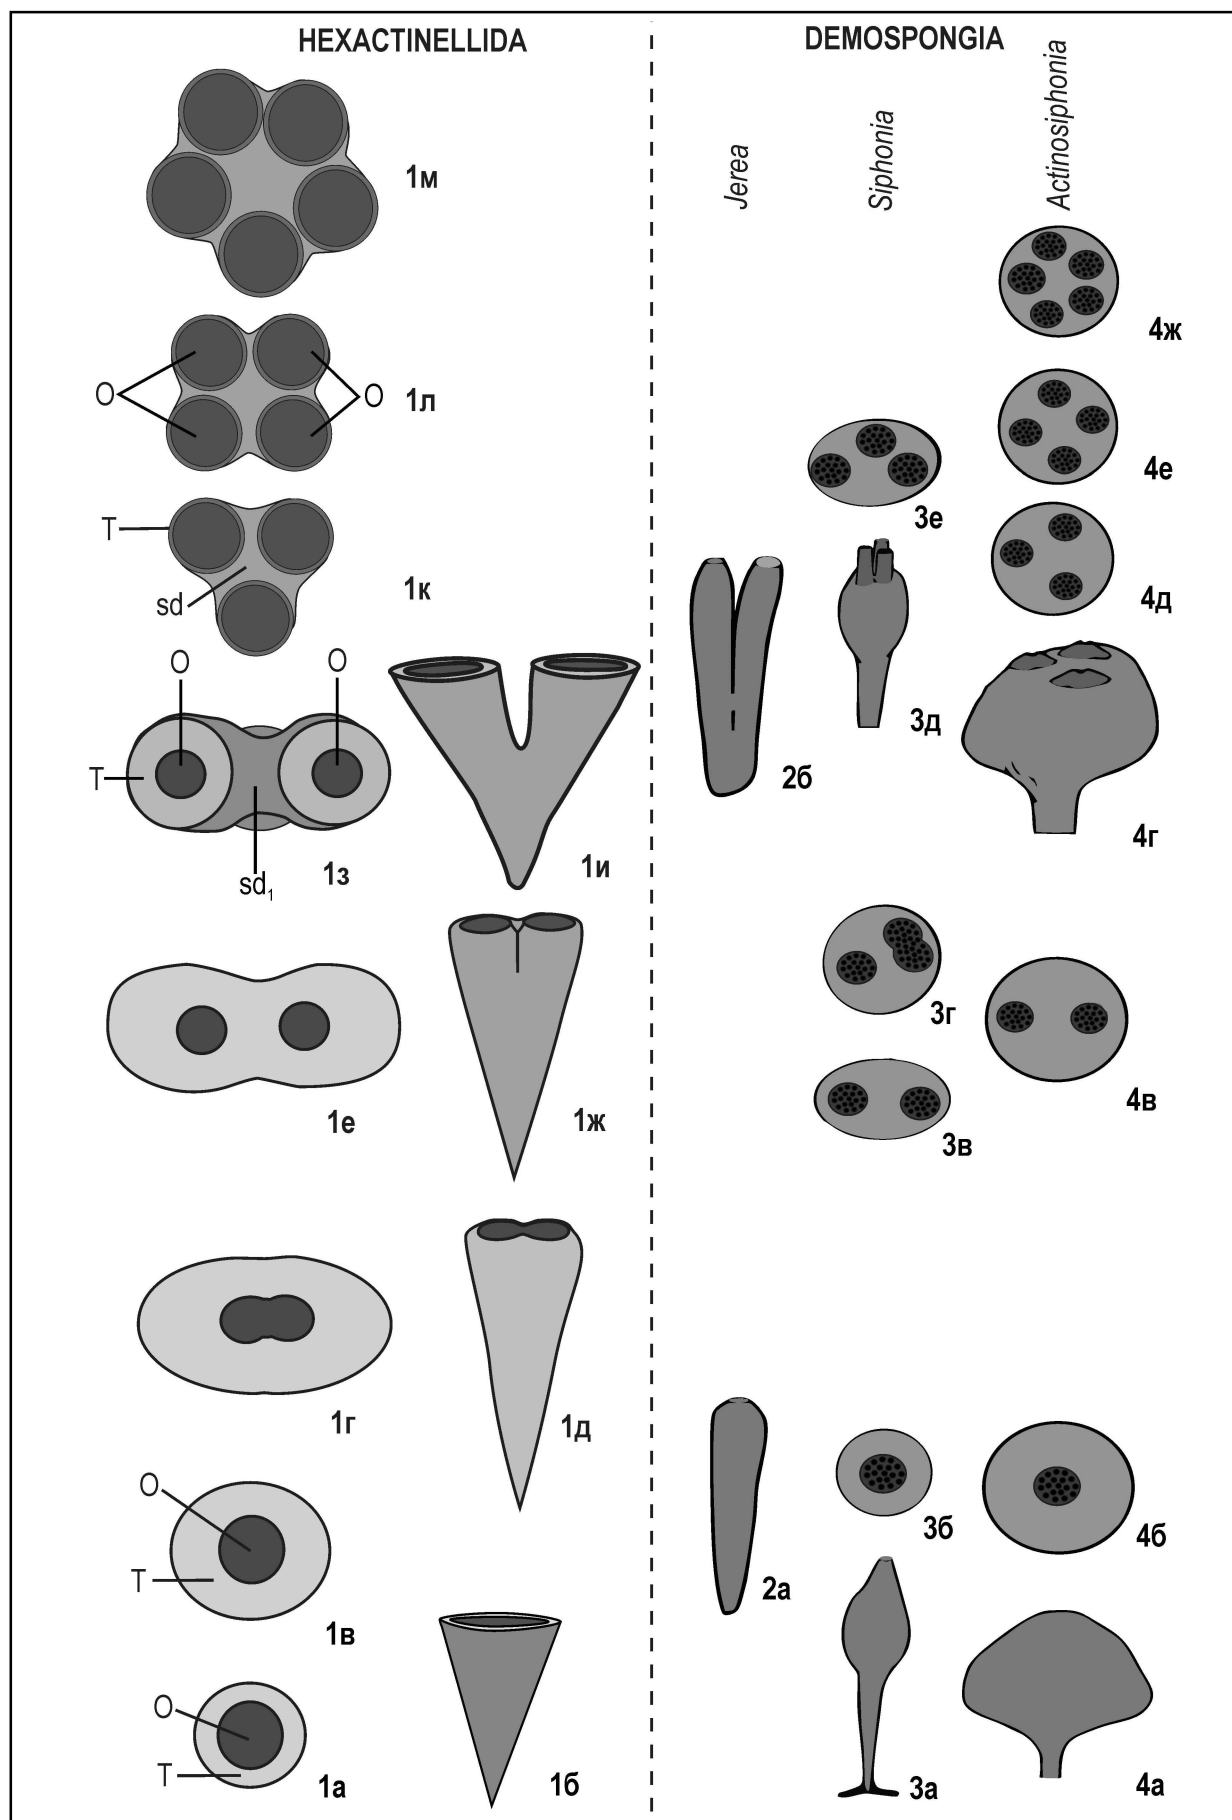 HEXACTINELLIDA
DEMOSPONGIA
Jerea
Siphonia
Actinosiphonia
1м
4ж
O
O
1л
4е
3е
T
sd
1к
4д
O
O
T
sd1
1з
1и
2б
3д
4г
1е
1ж
3г
3в
4в
1г
1д
O
T
1в
2а
3б
4б
O
T
1а
1б
3а
4а